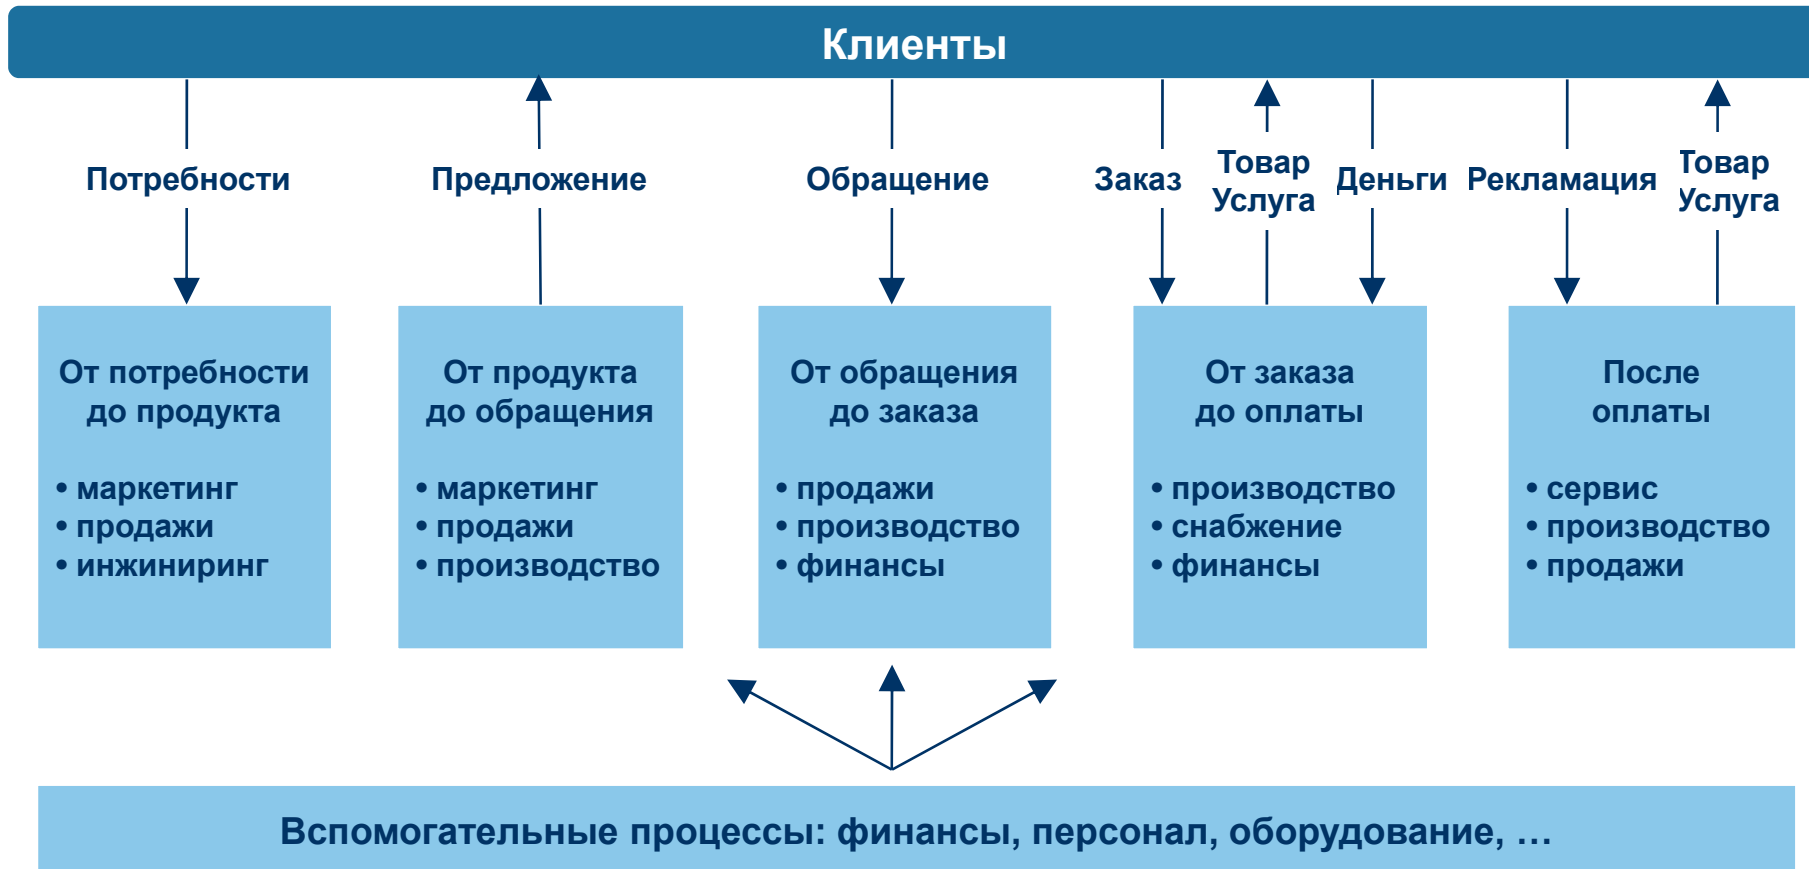 Клиенты
Потребности
Предложение
Обращение
Заказ
Товар
Услуга
Деньги
Рекламация
Товар
Услуга
От потребности
до продукта
• маркетинг
• продажи
• инжиниринг
От продукта
до обращения
• маркетинг
• продажи
• производство
От обращения
до заказа
• продажи
• производство
• финансы
От заказа
до оплаты
• производство
• снабжение
• финансы
После
оплаты
• сервис
• производство
• продажи
Вспомогательные процессы: финансы, персонал, оборудование, …